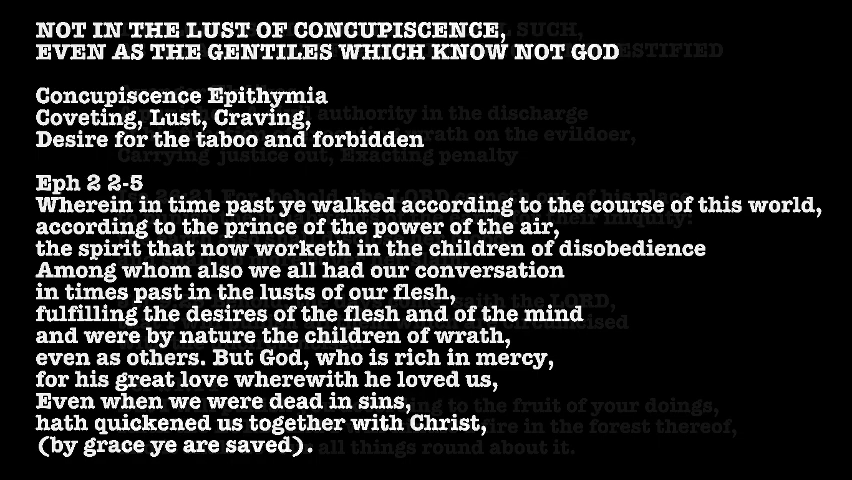 NOT IN THE LUST OF CONCUPISCENCE,
EVEN AS THE GENTILES WHICH KNOW NOT GOD
Concupiscence Epithymia
Coveting, Lust, Craving,
Desire for the taboo and forbidden
Eph 2 2-5
Wherein in time past ye walked according to the course of this world,
according to the prince of the power of the air,
the spirit that now worketh in the children of disobedience
Among whom also we all had our conversation
in times past in the lusts of our flesh,
fulfilling the desires of the flesh and of the mind
and were by nature the children of wrath,
even as others. But God, who is rich in mercy,
for his great love wherewith he loved us,
Even when we were dead in sins,
hath quickened us together with Christ,
(by grace ye are saved).